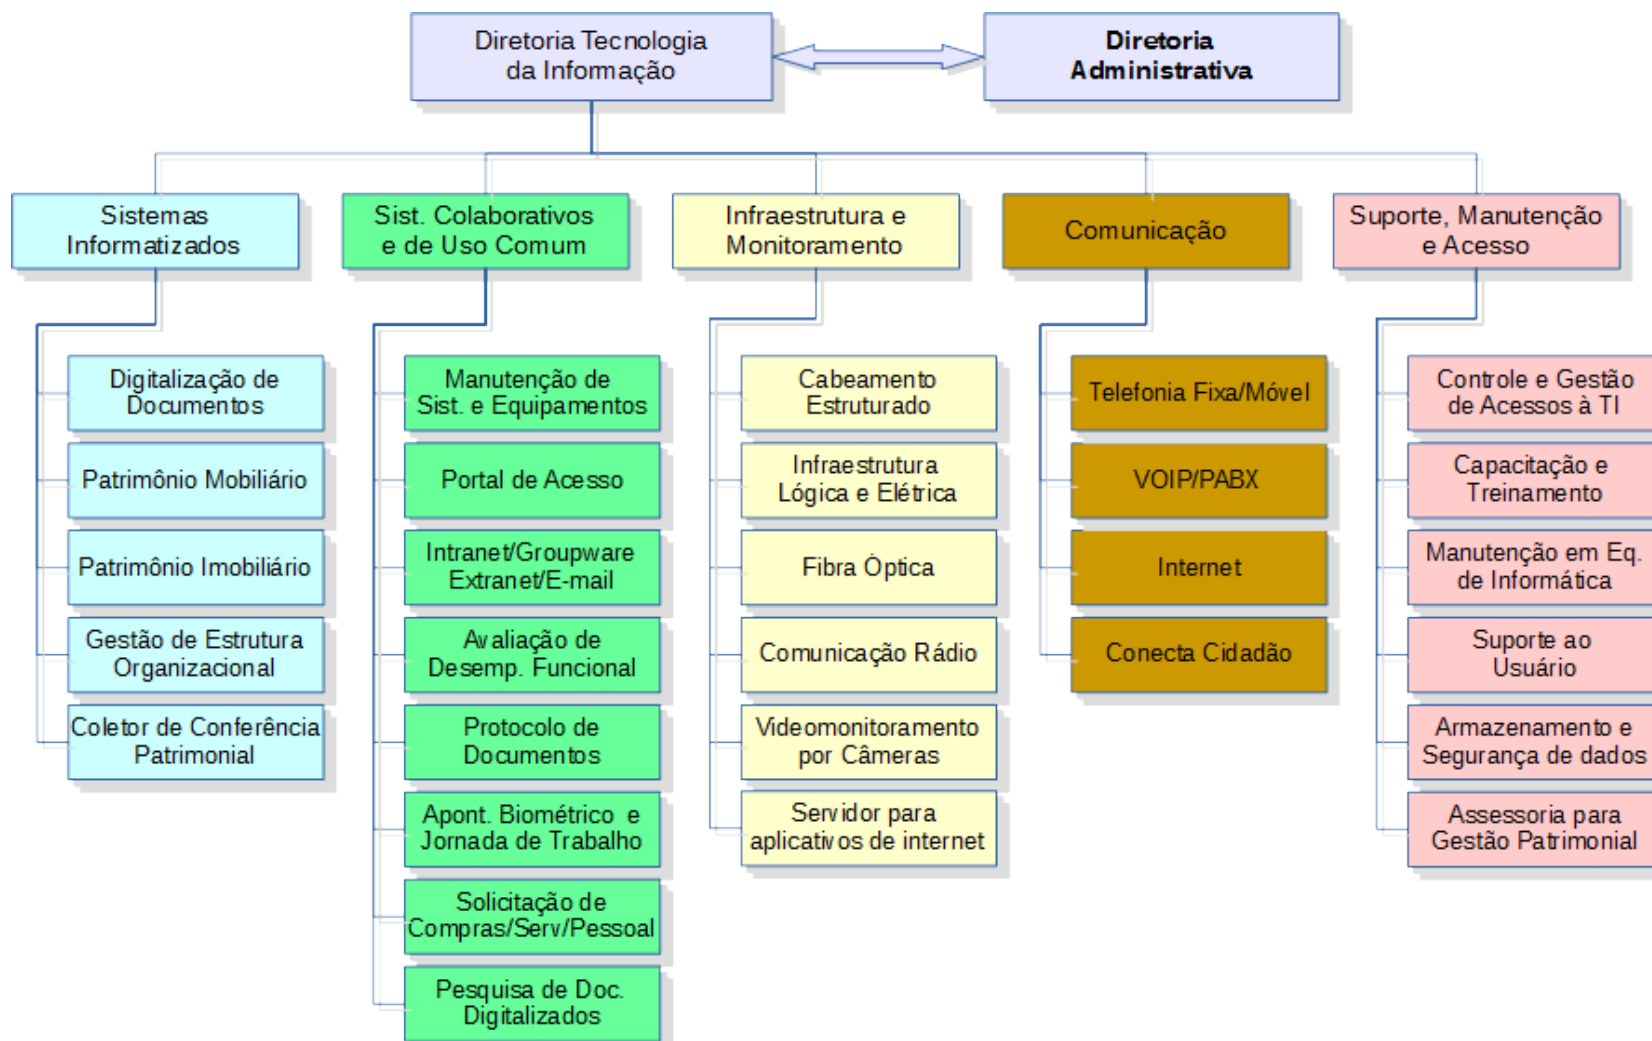 Diretoria Tecnologia
da Informação
Diretoria
Administrativa
Sistemas
Informatizados
Sist. Colaborativos
e de Uso Comum
Infraestrutura e
Monitoramento
Comunicação
Suporte, Manutenção
e Acesso
Digitalização de
Documentos
Patrimônio Mobiliário
Patrimônio Imobiliário
Gestão de Estrutura
Organizacional
Coletor de Conferência
Patrimonial
Manutenção de
Sist. e Equipamentos
Portal de Acesso
Intranet/Groupware
Extranet/E-mail
Avaliação de
Desemp. Funcional
Protocolo de
Documentos
Apont. Biométrico e
Jornada de Trabalho
Solicitação de
Compras/Serv/Pessoal
Pesquisa de Doc.
Digitalizados
Cabeamento
Estruturado
Infraestrutura
Lógica e Elétrica
Fibra Óptica
Comunicação Rádio
Videomonitoramento
por Câmeras
Servidor para
aplicativos de internet
Telefonia Fixa/Móvel
VOIP/PABX
Internet
Conecta Cidadão
Controle e Gestão
de Acessos à TI
Capacitação e
Treinamento
Manutenção em Eq.
de Informática
Suporte ao
Usuário
Armazenamento e
Segurança de dados
Assessoria para
Gestão Patrimonial